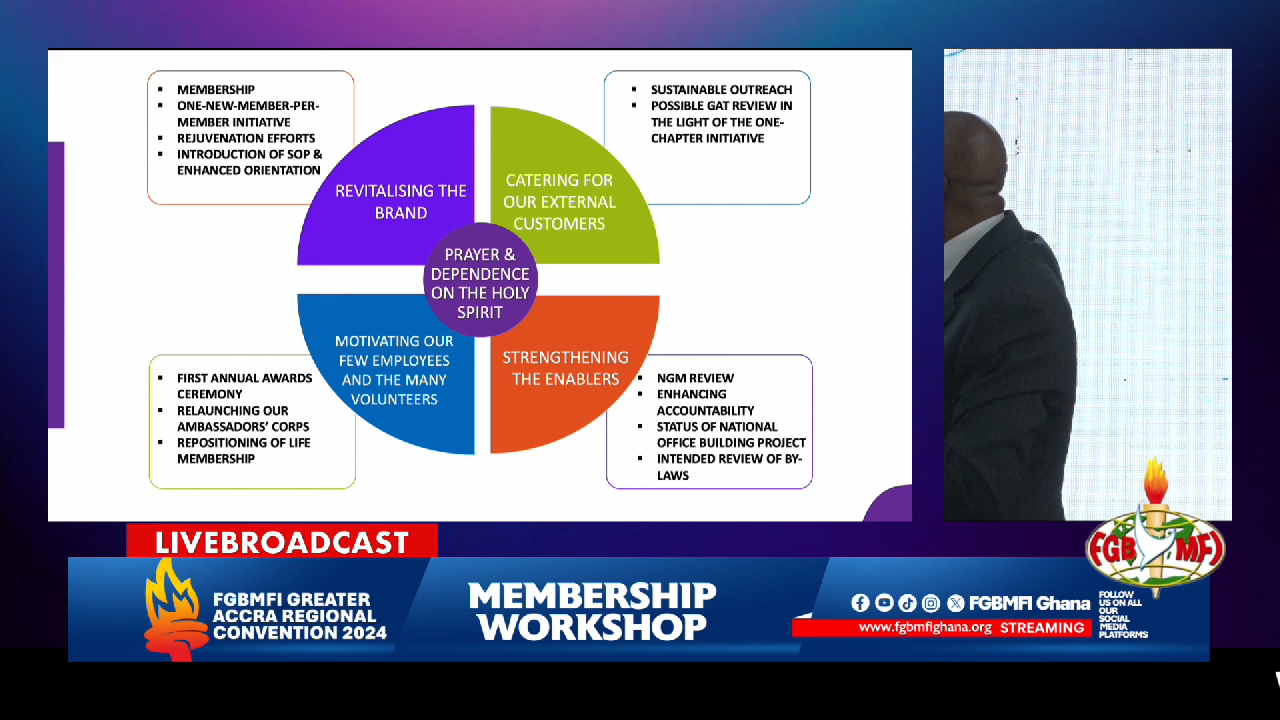 MEMBERSHIP
ONE-NEW-MEMBER-PER-
MEMBER INITIATIVE
REJUVENATION EFFORTS
INTRODUCTION OF SOP &
ENHANCED ORIENTATION
SUSTAINABLE OUTREACH
POSSIBLE GAT REVIEW IN
THE LIGHT OF THE ONE-
CHAPTER INITIATIVE
REVITALISING THE
BRAND
CATERING FOR
OUR EXTERNAL
CUSTOMERS
PRAYER &
DEPENDENCE
ON THE HOLY
SPIRIT
MOTIVATING OUR
FEW EMPLOYEES
AND THE MANY
VOLUNTEERS
STRENGTHENING
THE ENABLERS
FIRST ANNUAL AWARDS
CEREMONY
RELAUNCHING OUR
AMBASSADORS' CORPS
REPOSITIONING OF LIFE
MEMBERSHIP
NGM REVIEW
ENHANCING
ACCOUNTABILITY
STATUS OF NATIONAL
OFFICE BUILDING PROJECT
INTENDED REVIEW OF BY-
LAWS
LIVEBROADCAST
FGBMFI GREATER
ACCRA REGIONAL
CONVENTION 2024
MEMBERSHIP
WORKSHOP
FGBMFI Ghana
www.fgbmfighana.org STREAMING
FOLLOW
US ON ALL
OUR
SOCIAL
MEDIA
PLATFORMS
FGB MFI